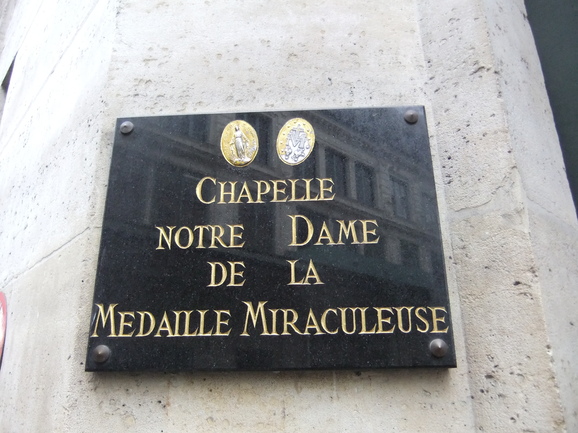 Chapelle
notre Dame
de la
Medaille Miraculeuse